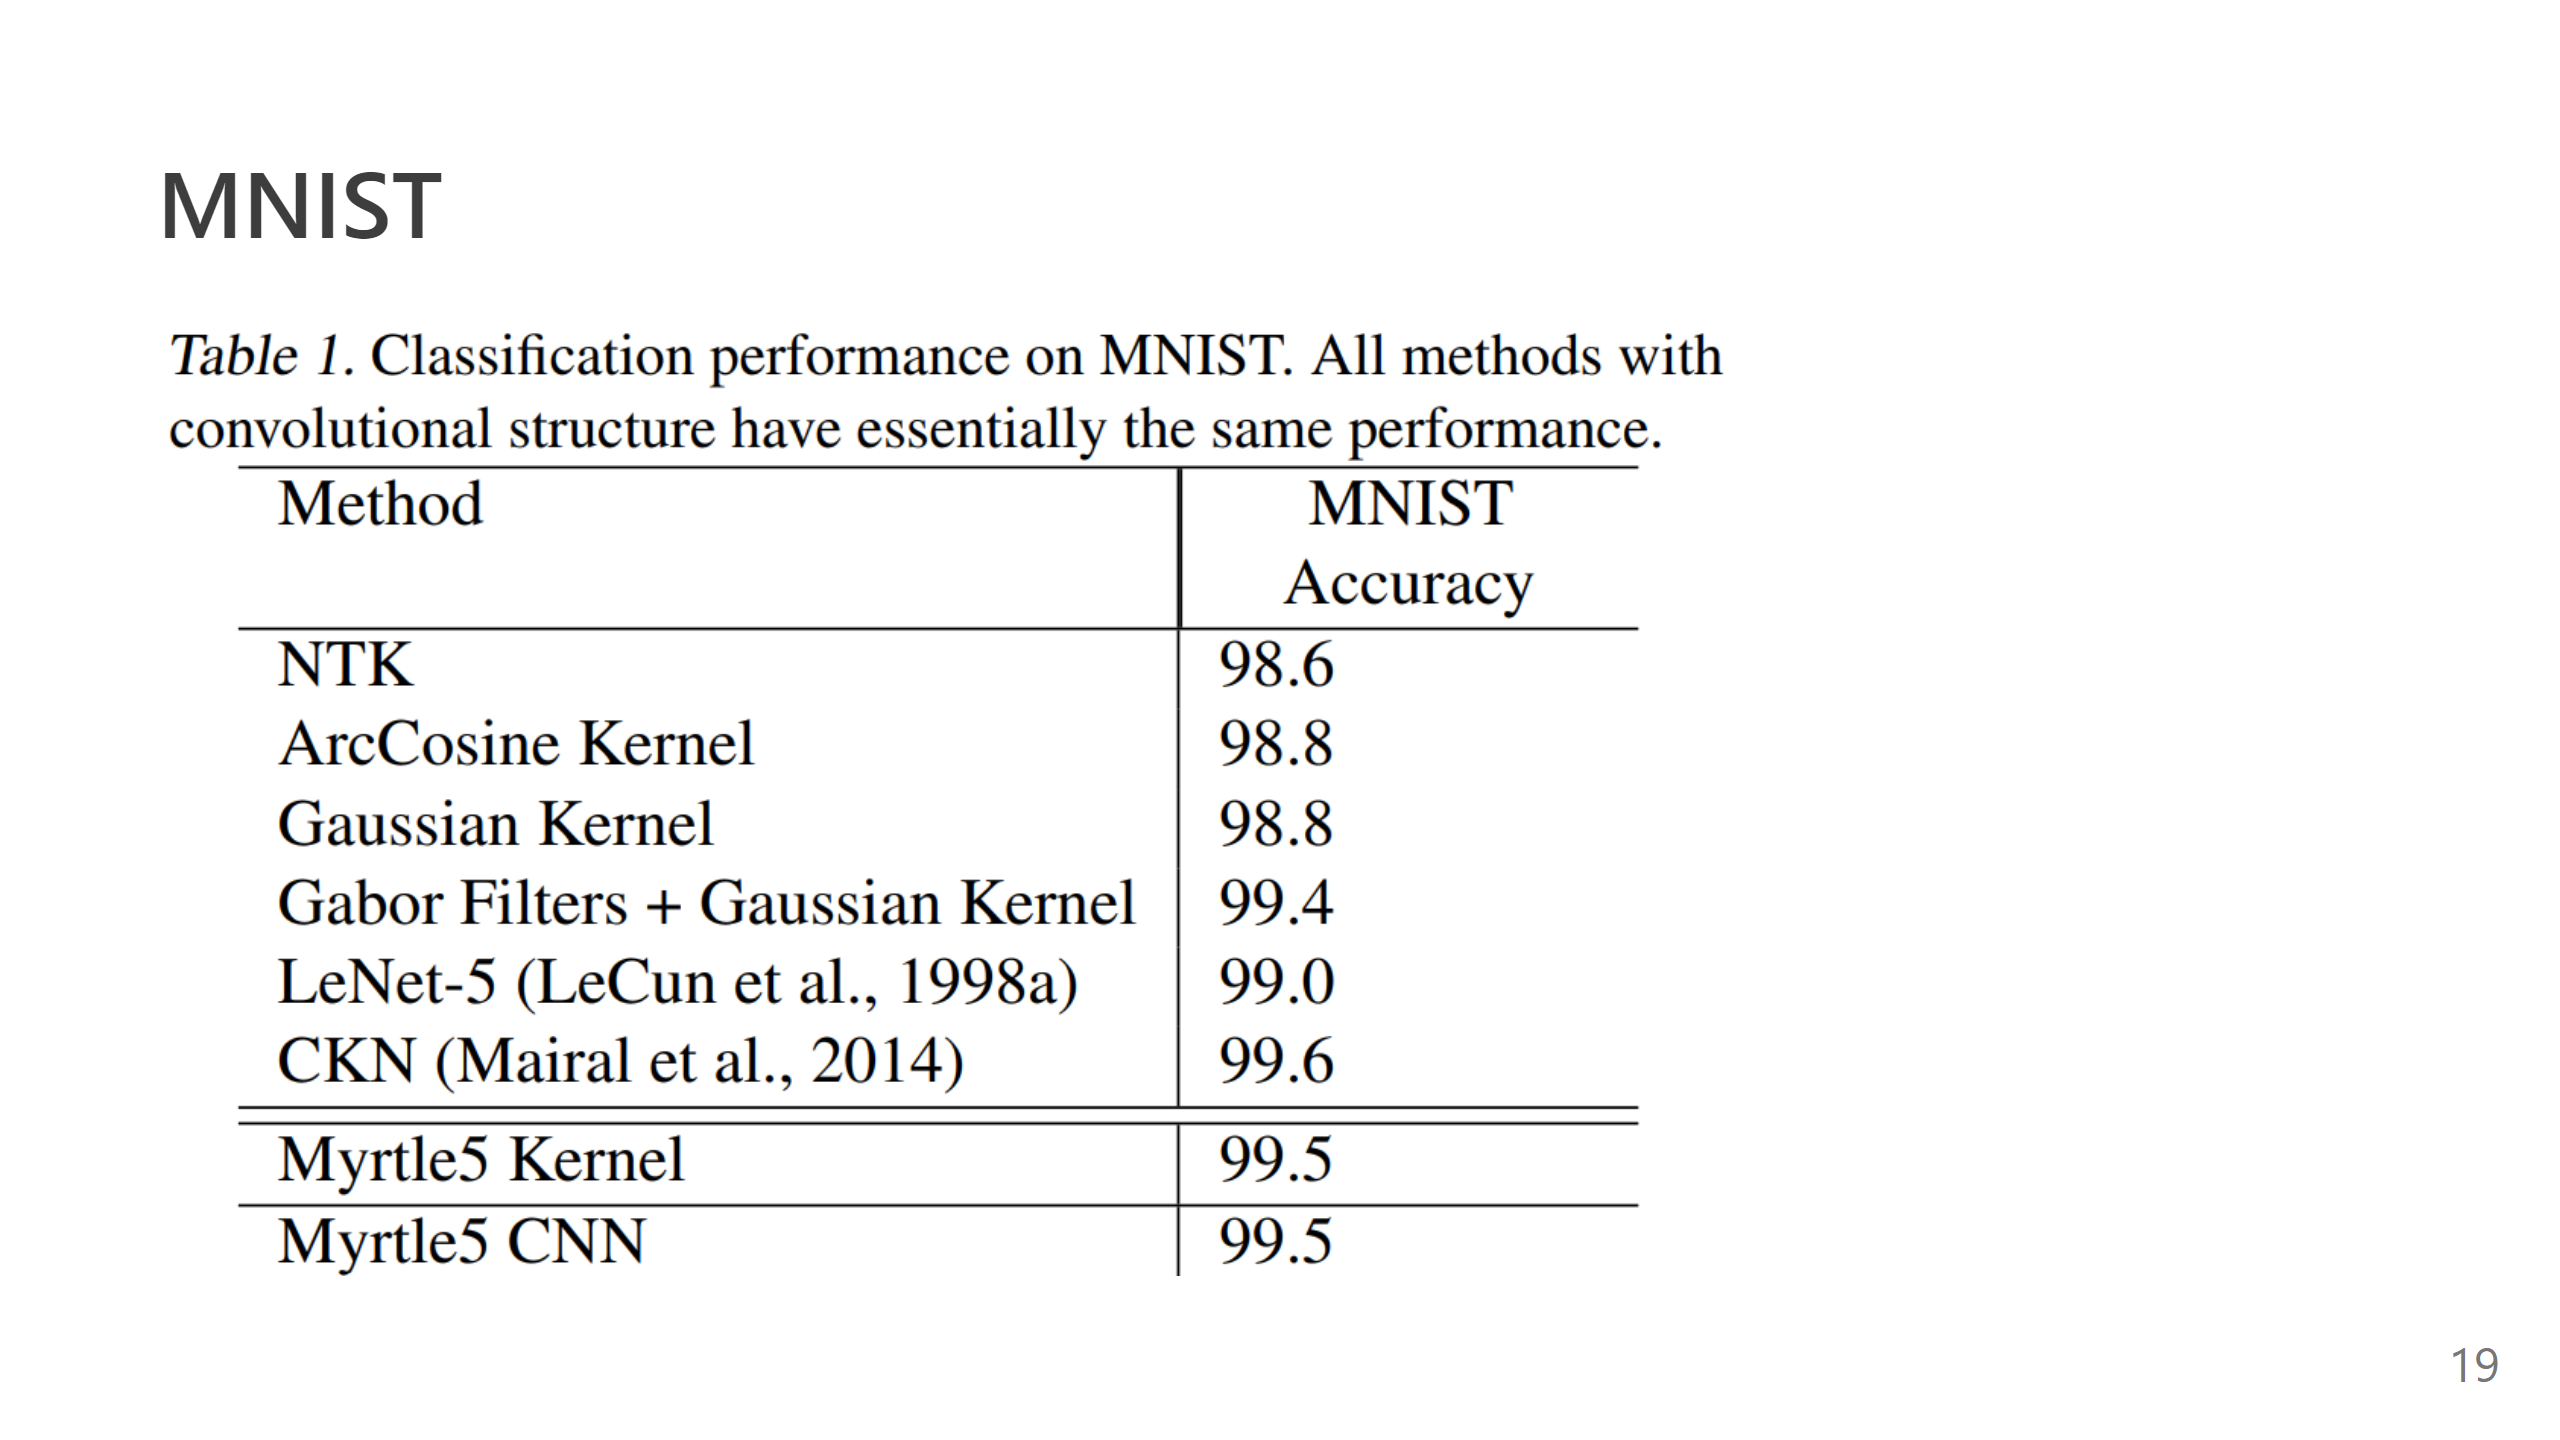 MNIST
Table 1. Classification performance on MNIST. All methods with
convolutional structure have essentially the same performance.
Method MNIST
Accuracy
NTK 98.6
ArcCosine Kernel 98.8
Gaussian Kernel 98.8
Gabor Filters + Gaussian Kernel 99.4
LeNet-5 (LeCun et al., 1998a) 99.0
CKN (Mairal et al., 2014) 99.6
Myrtle5 Kernel 99.5
Myrtle5 CNN 99.5
19